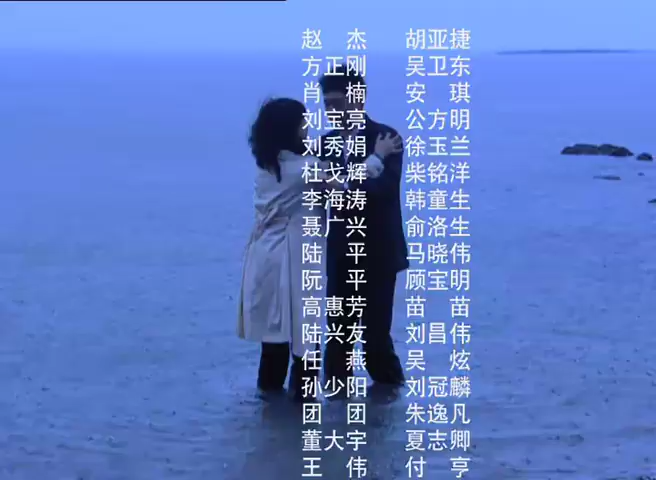 赵　杰　胡亚捷
方正刚　吴卫东
肖　楠　安　琪
刘宝亮　公方明
刘秀娟　徐玉兰
杜戈辉　柴铭洋
李海涛　韩童生
聂广兴　俞洛生
陆　平　马晓伟
阮　平　顾宝明
高惠芳　苗　苗
陆兴友　刘昌伟
任　燕　吴　炫
孙少阳　刘冠麟
团　团　朱逸凡
董大宇　夏志卿
王　伟　付　亨